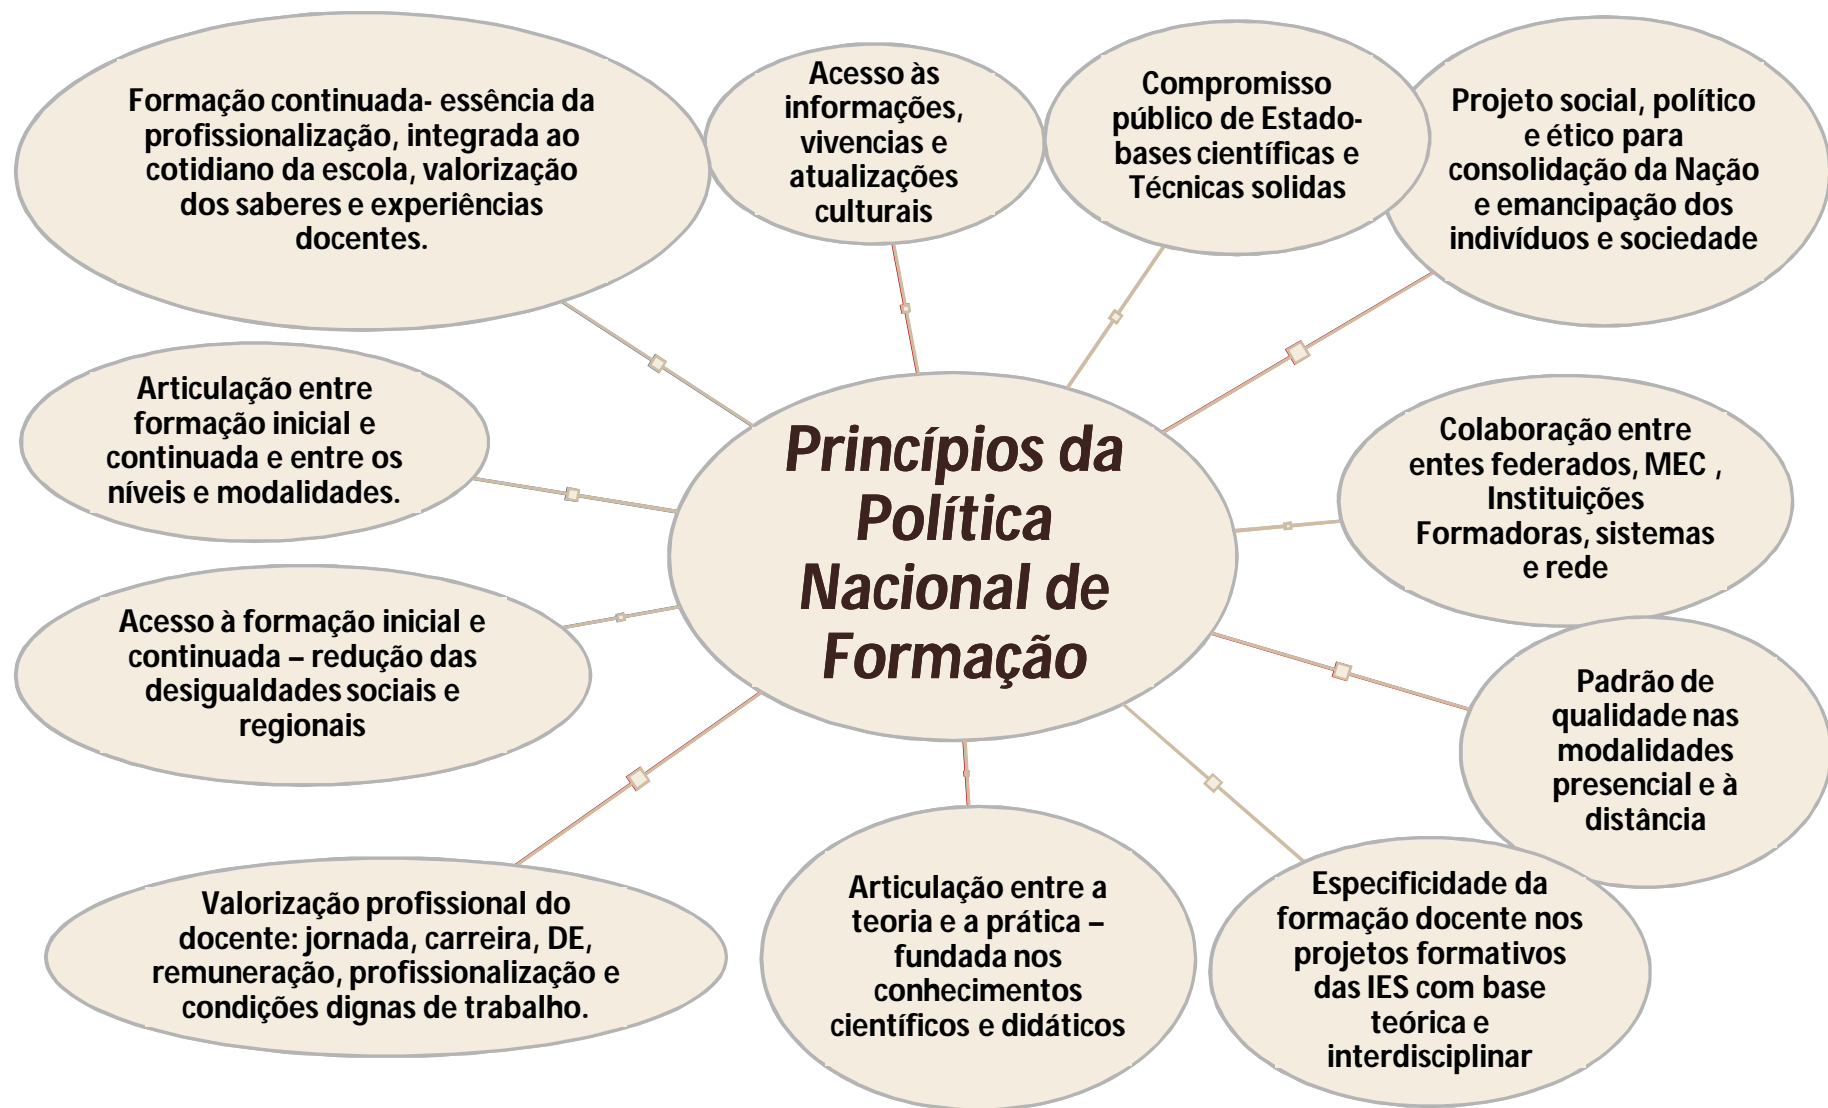 Formação continuada- essência da
profissionalização, integrada ao
cotidiano da escola, valorização
dos saberes e experiências
docentes.
Acesso às
informações,
vivencias e
atualizações
culturais
Compromisso
público de Estado-
bases científicas e
Técnicas solidas
Projeto social, político
e ético para
consolidação da Nação
e emancipação dos
indivíduos e sociedade
Articulação entre
formação inicial e
continuada e entre os
níveis e modalidades.
Princípios da
Política
Nacional de
Formação
Colaboração entre
entes federados, MEC ,
Instituições
Formadoras, sistemas
e rede
Acesso à formação inicial e
continuada – redução das
desigualdades sociais e
regionais
Padrão de
qualidade nas
modalidades
presencial e à
distância
Valorização profissional do
docente: jornada, carreira, DE,
remuneração, profissionalização e
condições dignas de trabalho.
Articulação entre a
teoria e a prática –
fundada nos
conhecimentos
científicos e didáticos
Especificidade da
formação docente nos
projetos formativos
das IES com base
teórica e
interdisciplinar